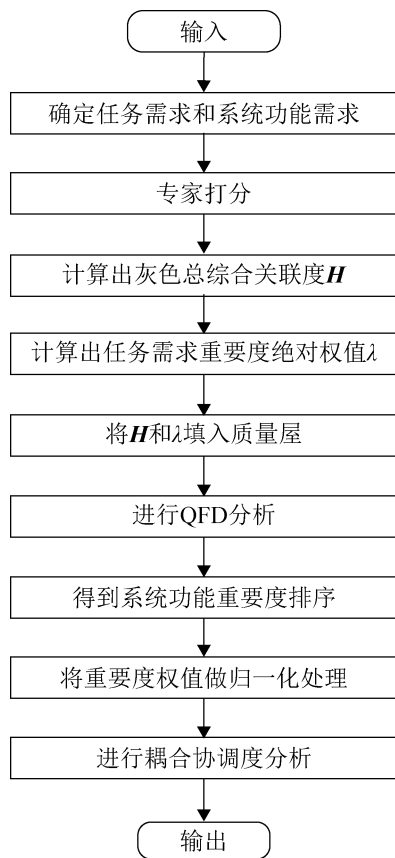 输入
确定任务需求和系统功能需求
专家打分
计算出灰色总综合关联度H
计算出任务需求重要度绝对权值λ
将H和λ填入质量屋
进行QFD分析
得到系统功能重要度排序
将重要度权值做归一化处理
进行耦合协调度分析
输出